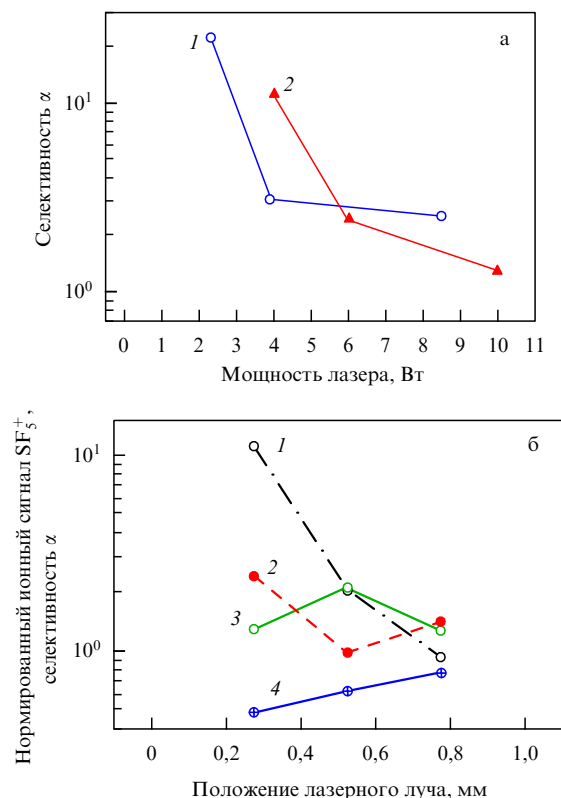 а
1
2
10¹
10⁰
Селективность α
0 1 2 3 4 5 6 7 8 9 10 11
Мощность лазера, Вт
б
1
2
3
4
10¹
10⁰
Нормированный ионный сигнал SF₅⁺,
селективность α
0 0,2 0,4 0,6 0,8 1,0
Положение лазерного луча, мм